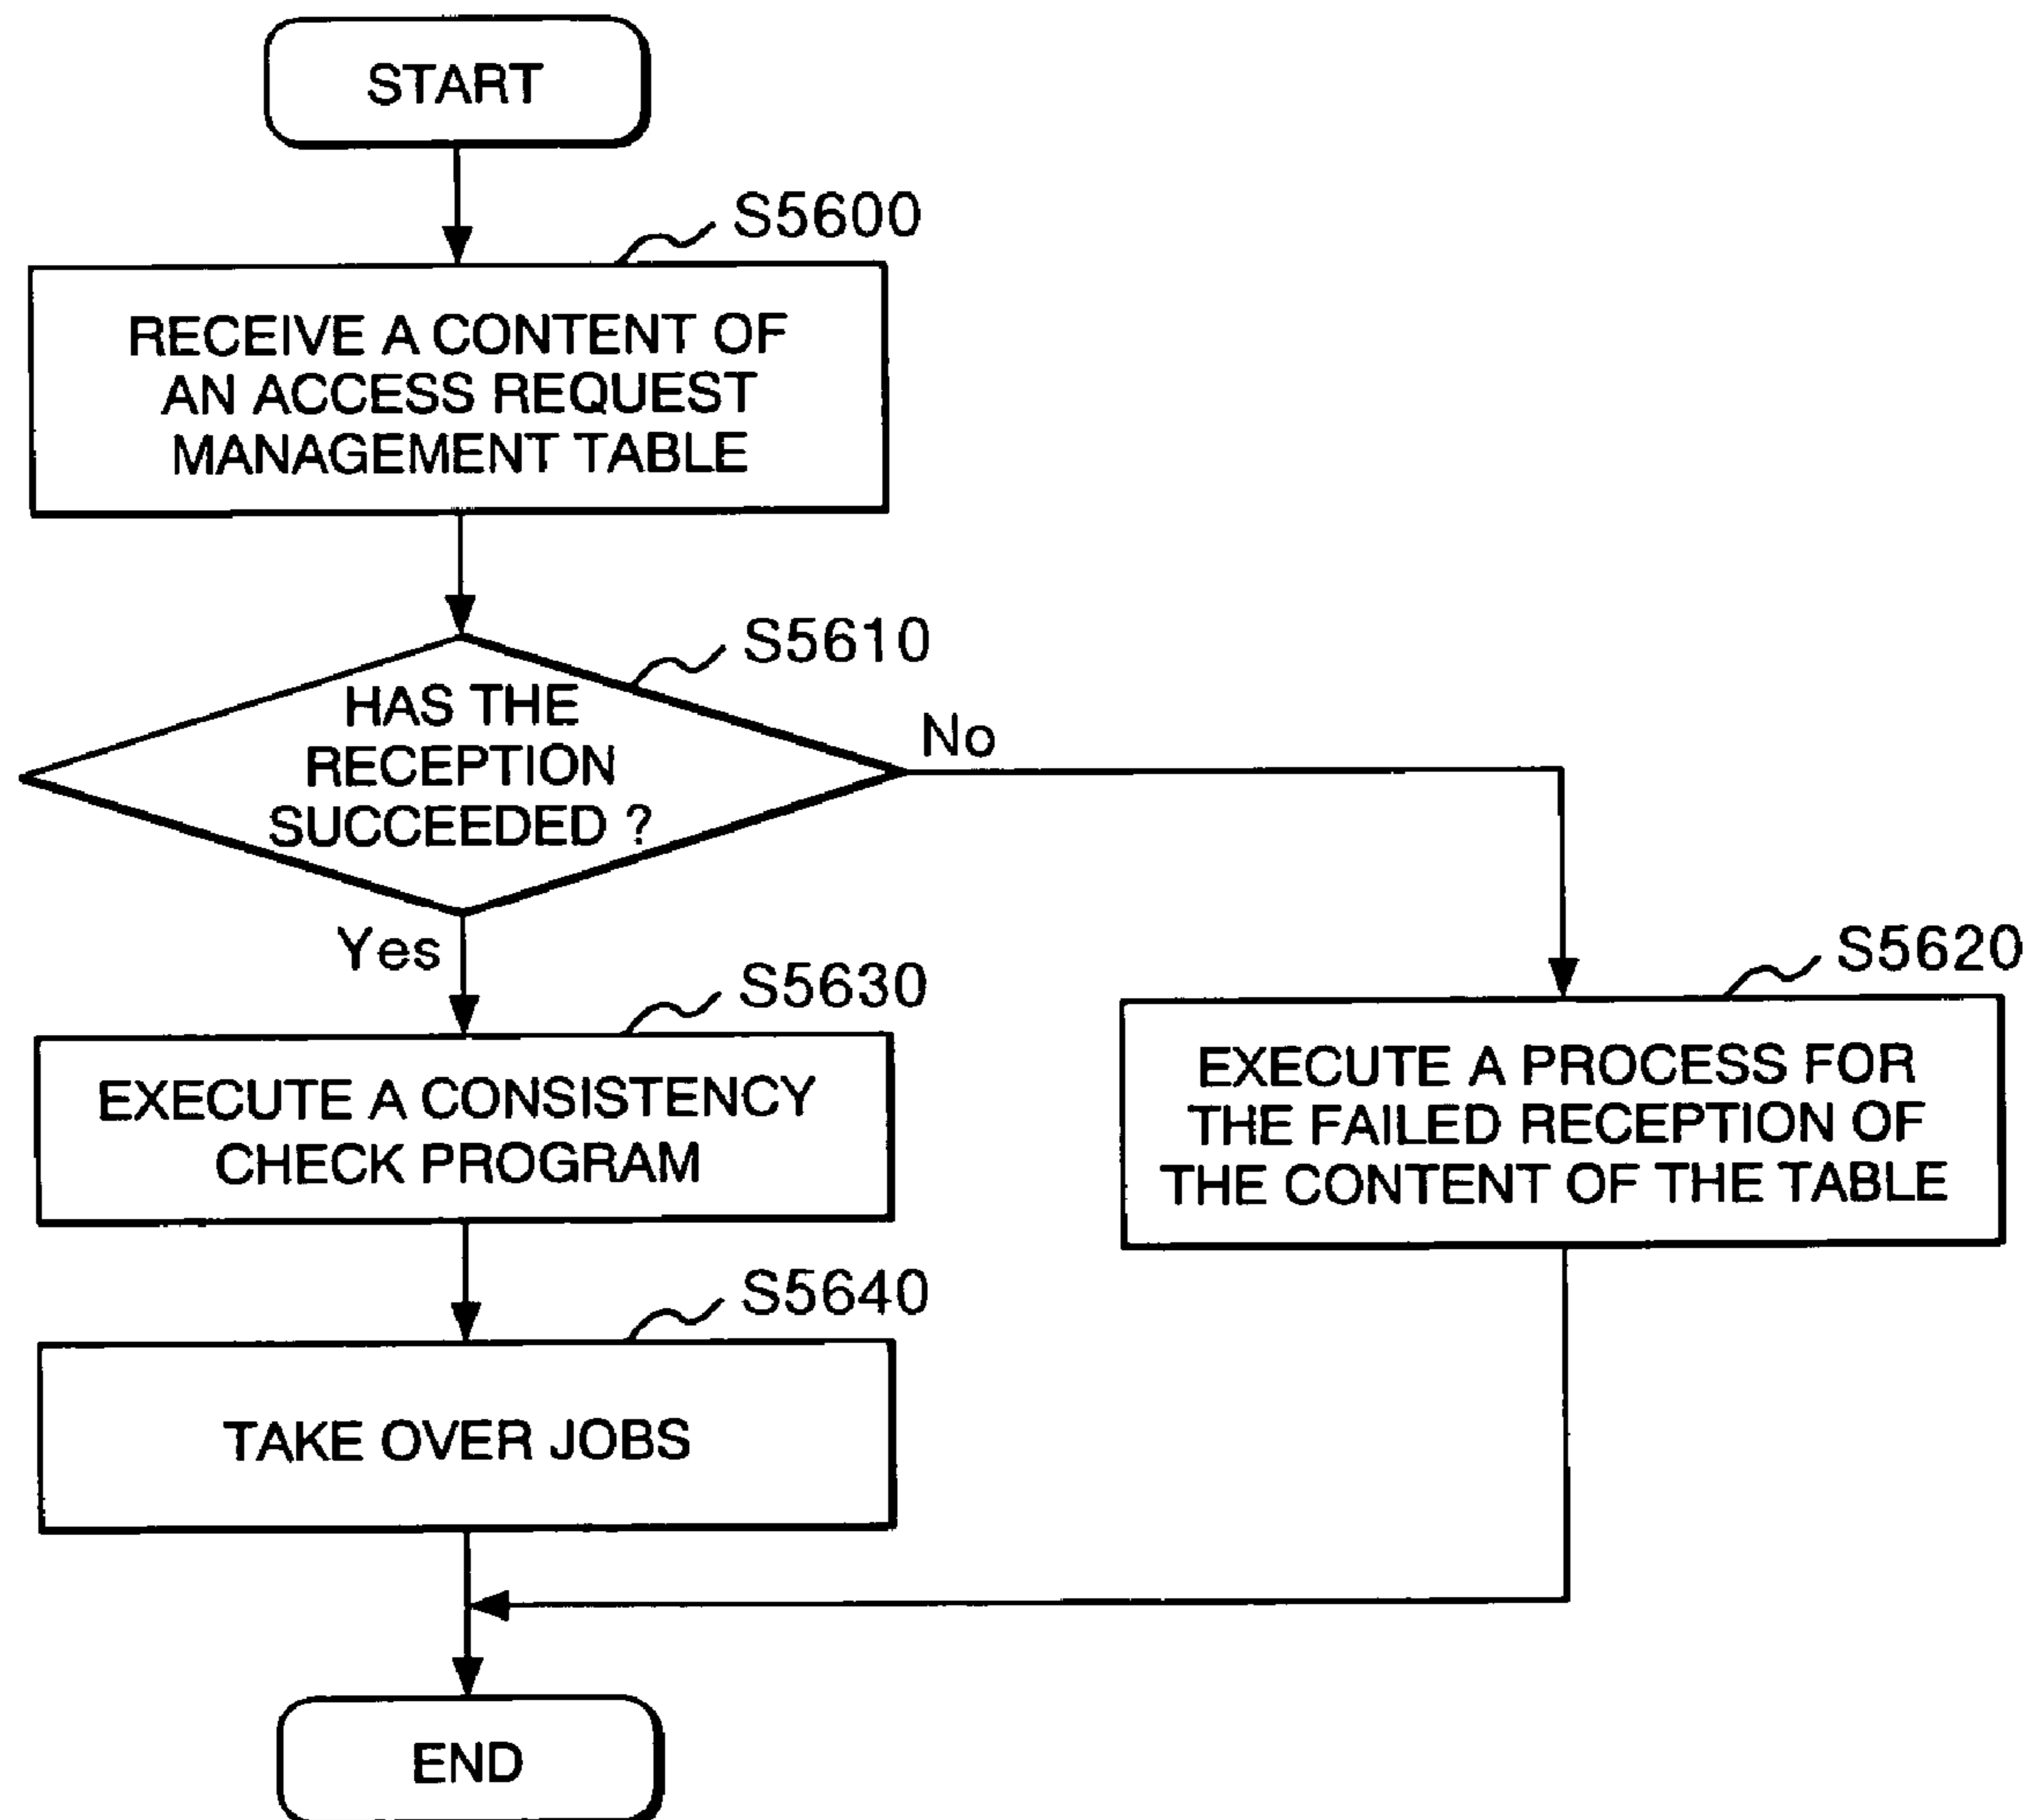 START
S5600
RECEIVE A CONTENT OF
AN ACCESS REQUEST
MANAGEMENT TABLE
S5610
HAS THE
RECEPTION
SUCCEEDED ?
No
Yes
S5630
EXECUTE A CONSISTENCY
CHECK PROGRAM
S5620
EXECUTE A PROCESS FOR
THE FAILED RECEPTION OF
THE CONTENT OF THE TABLE
S5640
TAKE OVER JOBS
END